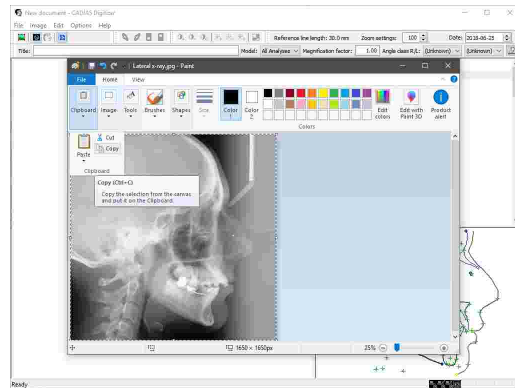 New document - CADIAS Digitizer
File Image Edit Options Help
Reference line length: 30.0 mm Zoom settings: 100 Date: 2018-06-25
Title: Model: All Analyses Magnification factor: 1.00 Angle class R/L: (Unknown) (Unknown)
Lateral x-ray.jpg - Paint
File Home View
Clipboard Image Tools Brushes Shapes Size Color 1 Color 2 Edit colors Edit with Paint 3D Product alert
Colors
Paste Cut
Copy
Clipboard
Copy (Ctrl+C)
Copy the selection from the canvas
and put it on the Clipboard.
1650 × 1650px 25%
Ready